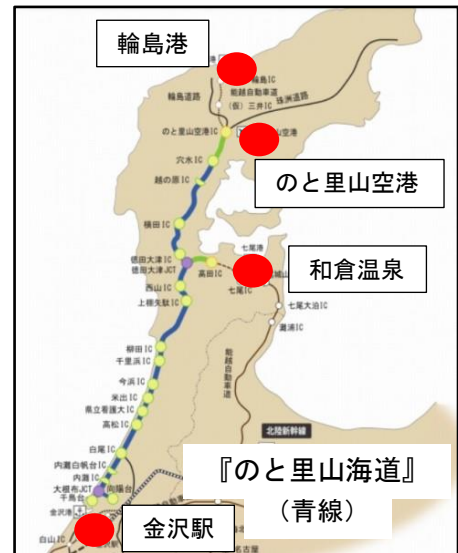 輪島港
輪島IC
能越自動車道
(仮)三井IC
輪島道路
珠洲道路
のと里山空港IC
のと里山空港
穴水IC
越の原IC
横田IC
徳田大津IC
徳田大津JCT
高田IC
七尾港
七尾IC
和倉温泉
西山IC
上棚矢駄IC
七尾大泊IC
灘浦IC
柳田IC
千里浜IC
能越自動車道
今浜IC
米出IC
県立看護大IC
高松IC
北陸新幹線
白尾IC
内灘白帆台IC
内灘IC
大根布JCT
向陽台
千鳥台
金沢港
白山IC
金沢駅
『のと里山海道』
(青線)
名古屋